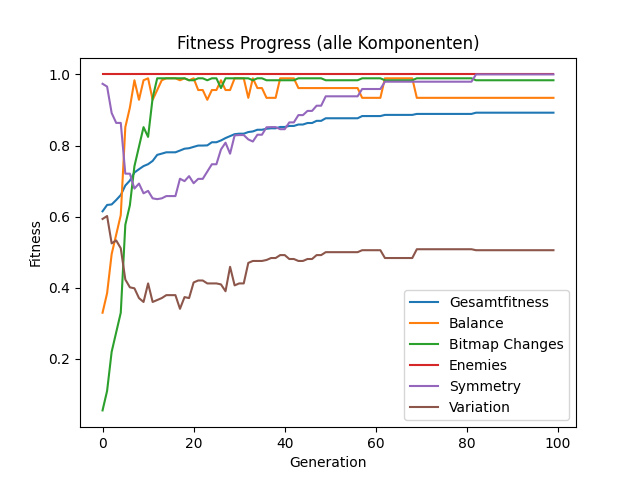 Fitness Progress (alle Komponenten)
Fitness
1.0
0.8
0.6
0.4
0.2
0
20
40
60
80
100
Generation
Gesamtfitness
Balance
Bitmap Changes
Enemies
Symmetry
Variation